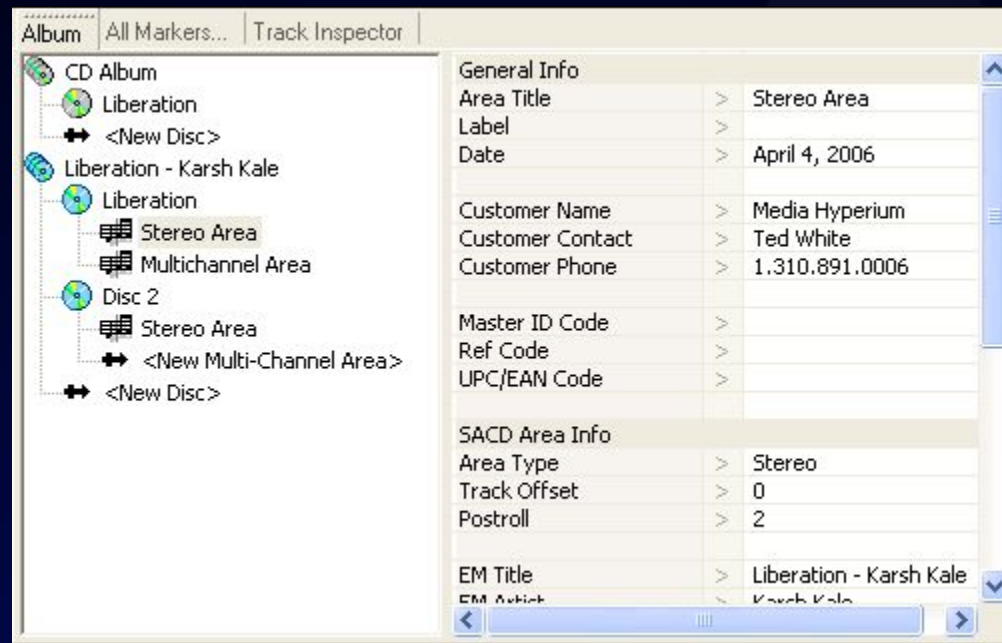 Album All Markers... Track Inspector
CD Album
Liberation
<New Disc>
Liberation - Karsh Kale
Liberation
Stereo Area
Multichannel Area
Disc 2
Stereo Area
<New Multi-Channel Area>
<New Disc>
General Info
Area Title > Stereo Area
Label >
Date > April 4, 2006
Customer Name > Media Hyperium
Customer Contact > Ted White
Customer Phone > 1.310.891.0006
Master ID Code >
Ref Code >
UPC/EAN Code >
SACD Area Info
Area Type > Stereo
Track Offset > 0
Postroll > 2
EM Title > Liberation - Karsh Kale
EM Artist > Karsh Kale